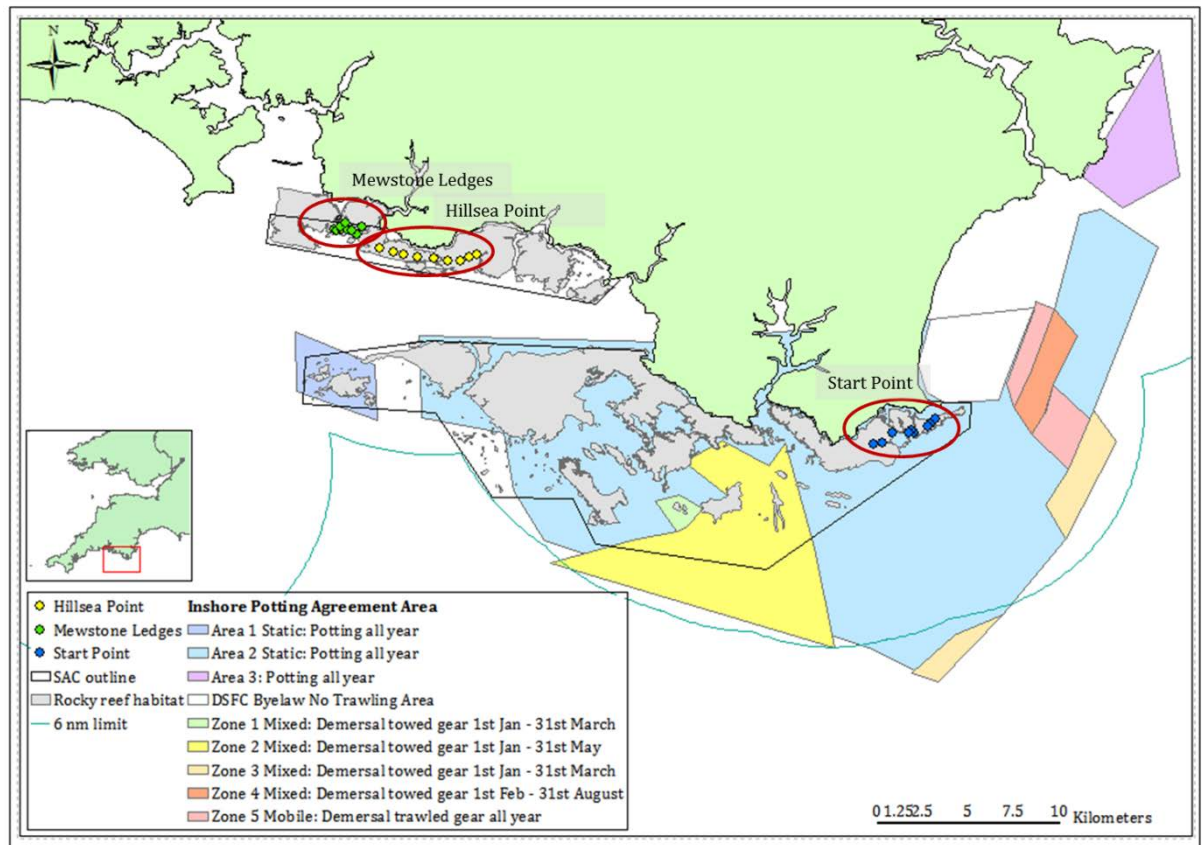 N
Mewstone Ledges
Hillsea Point
Start Point
Hillsea Point
Mewstone Ledges
Start Point
SAC outline
Rocky reef habitat
6 nm limit
Inshore Potting Agreement Area
Area 1 Static: Potting all year
Area 2 Static: Potting all year
Area 3: Potting all year
DSFC Byelaw No Trawling Area
Zone 1 Mixed: Demersal towed gear 1st Jan - 31st March
Zone 2 Mixed: Demersal towed gear 1st Jan - 31st May
Zone 3 Mixed: Demersal towed gear 1st Jan - 31st March
Zone 4 Mixed: Demersal towed gear 1st Feb - 31st August
Zone 5 Mobile: Demersal trawled gear all year
0 1.25 2.5 5 7.5 10 Kilometers